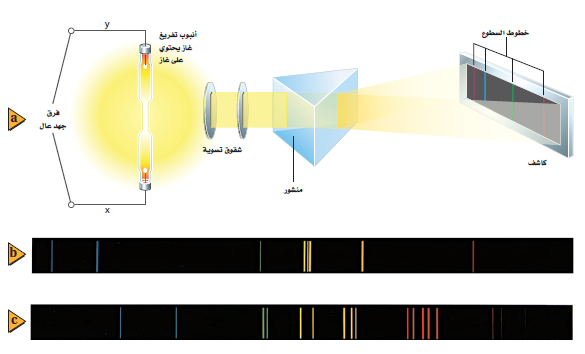 y
أنبوب تفريغ
غاز يحتوي
على غاز
خطوط السطوع
a
فرق
جهد عال
شقوق تسوية
كاشف
منشور
x
b
c